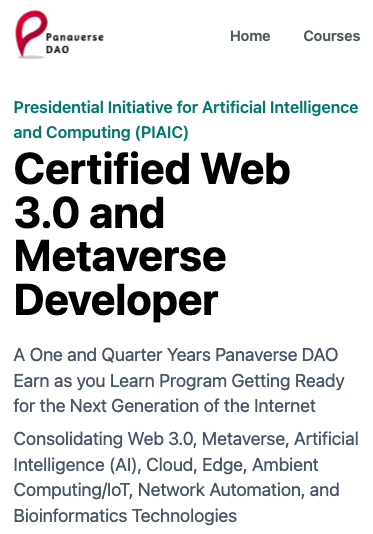 Panaverse
DAO
Home Courses
Presidential Initiative for Artificial Intelligence
and Computing (PIAIC)
Certified Web
3.0 and
Metaverse
Developer
A One and Quarter Years Panaverse DAO
Earn as you Learn Program Getting Ready
for the Next Generation of the Internet
Consolidating Web 3.0, Metaverse, Artificial
Intelligence (AI), Cloud, Edge, Ambient
Computing/IoT, Network Automation, and
Bioinformatics Technologies